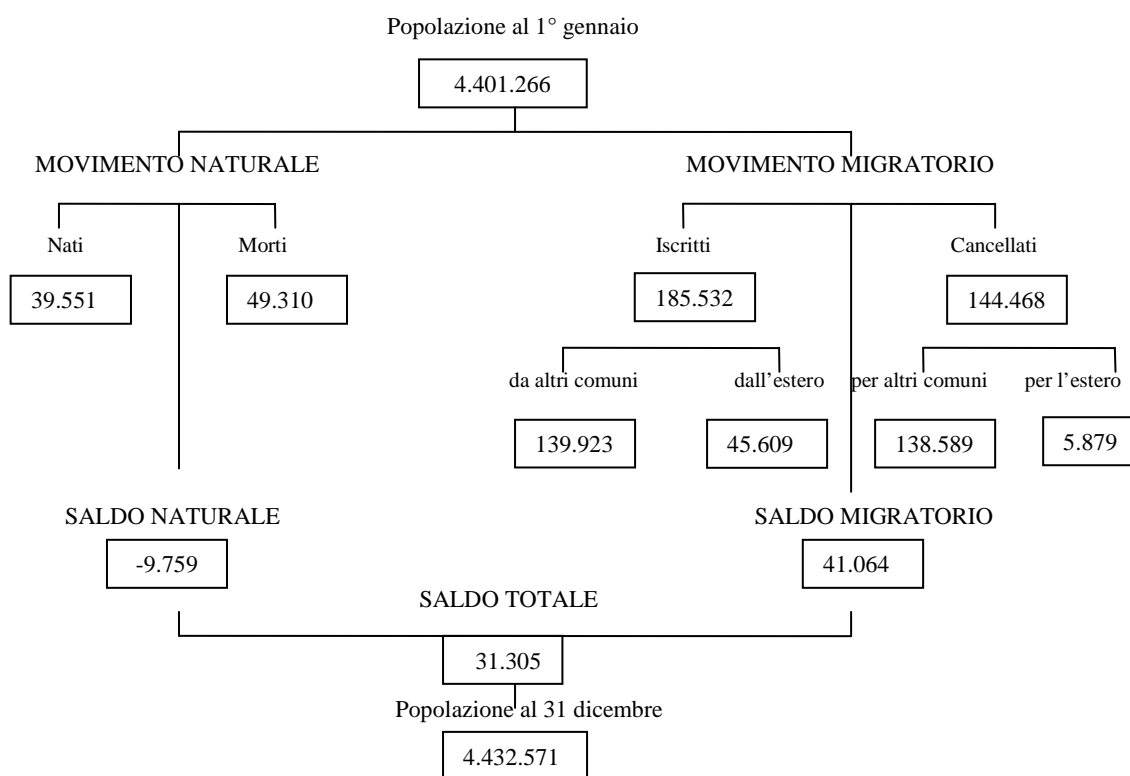 Popolazione al 1° gennaio
4.401.266
MOVIMENTO NATURALE
MOVIMENTO MIGRATORIO
Nati
Morti
Iscritti
Cancellati
39.551
49.310
185.532
144.468
da altri comuni
dall'estero
per altri comuni
per l'estero
139.923
45.609
138.589
5.879
SALDO NATURALE
SALDO MIGRATORIO
-9.759
41.064
SALDO TOTALE
31.305
Popolazione al 31 dicembre
4.432.571